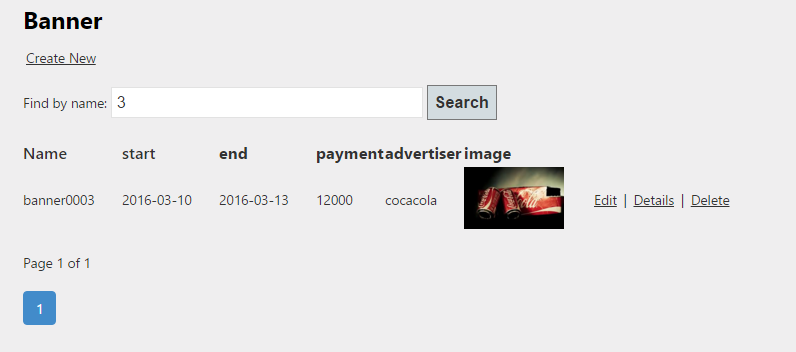 Banner
Create New
Find by name: 3 Search
Name start end payment advertiser image
banner0003 2016-03-10 2016-03-13 12000 cocacola Edit | Details | Delete
Page 1 of 1
1